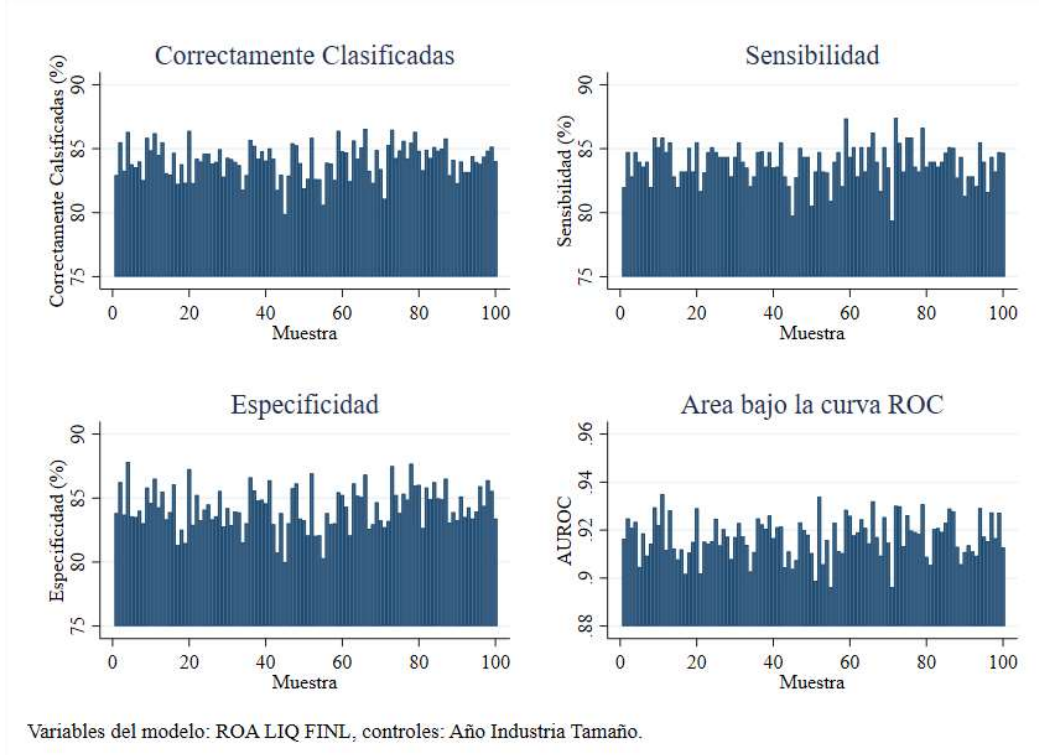 Correctamente Clasificadas
Correctamente Calsificadas (%)
90
85
80
75
0 20 40 60 80 100
Muestra
Sensibilidad
Sensibilidad (%)
90
85
80
75
0 20 40 60 80 100
Muestra
Especificidad
Especificidad (%)
90
85
80
75
0 20 40 60 80 100
Muestra
Area bajo la curva ROC
AUROC
.96
.94
.92
.9
.88
0 20 40 60 80 100
Muestra
Variables del modelo: ROA LIQ FINL, controles: Año Industria Tamaño.